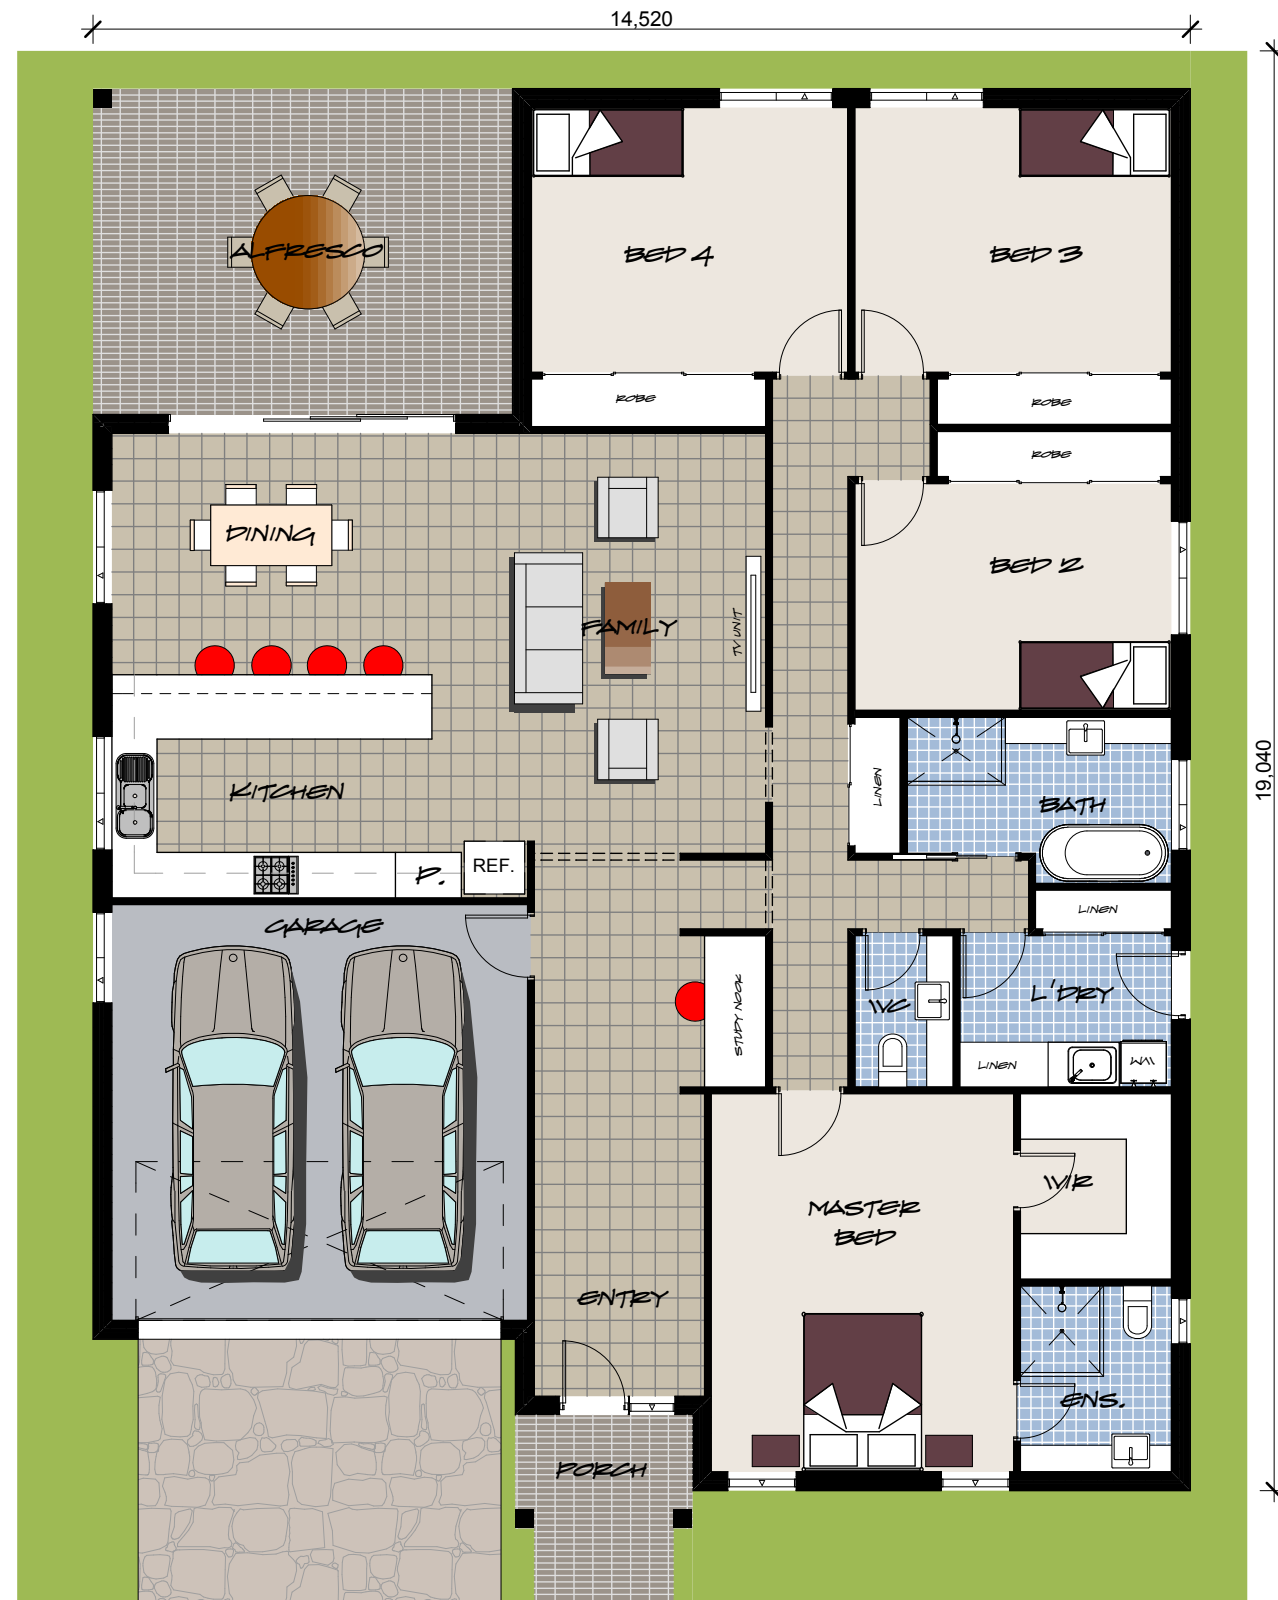 14,520
ALFRESCO
BED 4
BED 3
ROBE
ROBE
ROBE
DINING
BED 2
FAMILY
TV UNIT
19,040
KITCHEN
LINEN
BATH
P.
REF.
LINEN
GARAGE
STUDY NOOK
WC
L'DRY
LINEN
WM
MASTER
BED
WIR
ENTRY
ENS.
PORCH